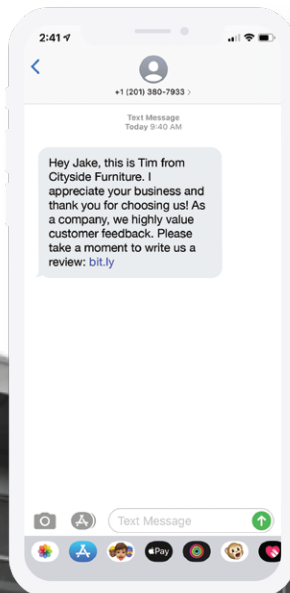 2:41
+1 (201) 380-7933 >
Text Message
Today 9:40 AM
Hey Jake, this is Tim from
Cityside Furniture. I
appreciate your business and
thank you for choosing us! As
a company, we highly value
customer feedback. Please
take a moment to write us a
review: bit.ly
Text Message
Pay